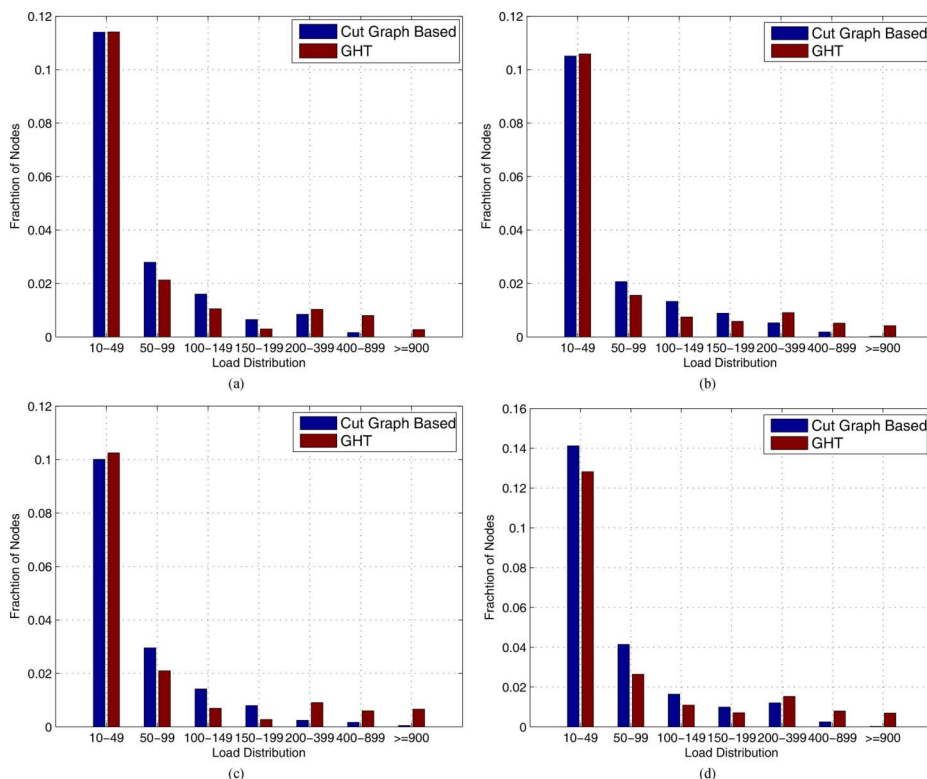 0.12
0.1
0.08
0.06
0.04
0.02
0
Frachtion of Nodes
Cut Graph Based
GHT
10-49 50-99 100-149 150-199 200-399 400-899 >=900
Load Distribution
(a)
0.12
0.1
0.08
0.06
0.04
0.02
0
Frachtion of Nodes
Cut Graph Based
GHT
10-49 50-99 100-149 150-199 200-399 400-899 >=900
Load Distribution
(b)
0.12
0.1
0.08
0.06
0.04
0.02
0
Frachtion of Nodes
Cut Graph Based
GHT
10-49 50-99 100-149 150-199 200-399 400-899 >=900
Load Distribution
(c)
0.16
0.14
0.12
0.1
0.08
0.06
0.04
0.02
0
Frachtion of Nodes
Cut Graph Based
GHT
10-49 50-99 100-149 150-199 200-399 400-899 >=900
Load Distribution
(d)